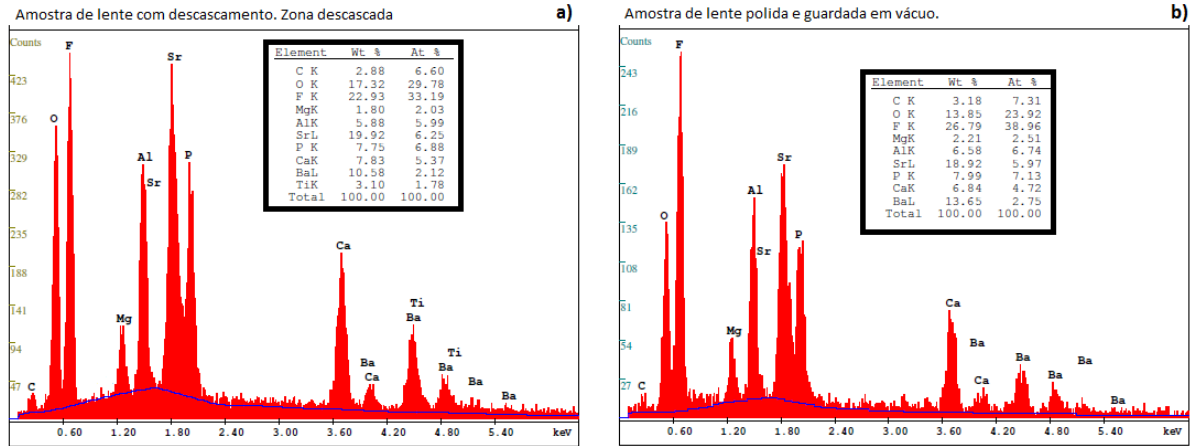 Amostra de lente com descascamento. Zona descascada
a)
Counts
423
376
329
282
235
188
141
94
47
F
O
Sr
Al
Sr
P
Mg
C
Ca
Ba
Ca
Ti
Ba
Ti
Ba
Ba
Ba
0.60 1.20 1.80 2.40 3.00 3.60 4.20 4.80 5.40 keV
Element Wt % At %
C K 2.88 6.60
O K 17.32 29.78
F K 22.93 33.19
MgK 1.80 2.03
AlK 5.88 5.99
SrL 19.92 6.25
P K 7.75 6.88
CaK 7.83 5.37
BaL 10.58 2.12
TiK 3.10 1.78
Total 100.00 100.00
Amostra de lente polida e guardada em vácuo.
b)
Counts
243
216
189
162
135
108
81
54
27
F
O
Sr
Al
Sr
P
Mg
C
Ca
Ba
Ca
Ba
Ba
Ba
Ba
0.60 1.20 1.80 2.40 3.00 3.60 4.20 4.80 5.40 keV
Element Wt % At %
C K 3.18 7.31
O K 13.85 23.92
F K 26.79 38.96
MgK 2.21 2.51
AlK 6.58 6.74
SrL 18.92 5.97
P K 7.99 7.13
CaK 6.84 4.72
BaL 13.65 2.75
Total 100.00 100.00